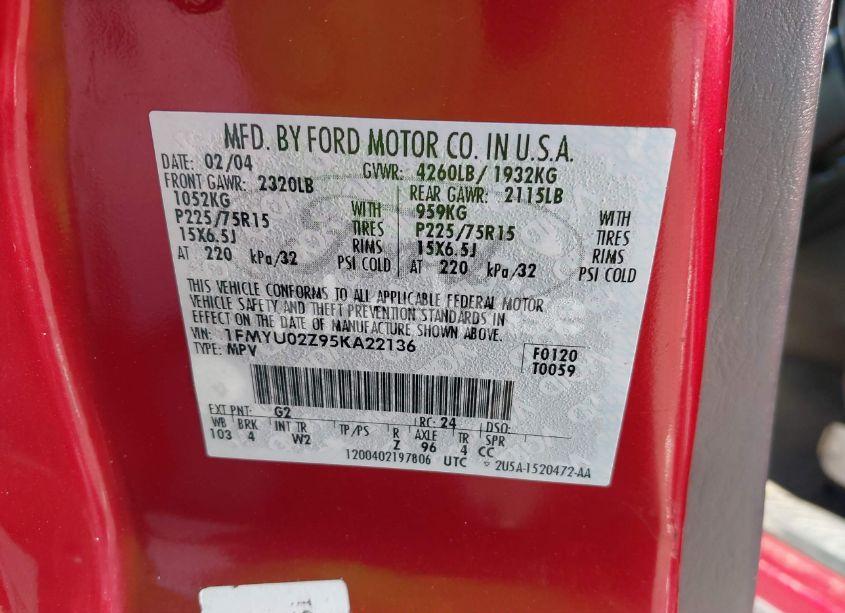 MFD. BY FORD MOTOR CO. IN U.S.A.
DATE: 02/04 GVWR: 4260LB/ 1932KG
FRONT GAWR: 2320LB REAR GAWR: 2115LB
1052KG WITH 959KG WITH
P225/75R15 TIRES P225/75R15 TIRES
15X6.5J RIMS 15X6.5J RIMS
AT 220 kPa/32 PSI COLD AT 220 kPa/32 PSI COLD
THIS VEHICLE CONFORMS TO ALL APPLICABLE FEDERAL MOTOR
VEHICLE SAFETY AND THEFT PREVENTION STANDARDS IN
EFFECT ON THE DATE OF MANUFACTURE SHOWN ABOVE.
VIN: 1FMYU02Z95KA22136 F0120
TYPE: MPV T0059
EXT PNT: G2 RC: 24 DSO:
WB BRK INT TR TP/PS R AXLE TR SPR
103 4 W2 Z 96 4 CC
1200402197806 UTC 2U5A-1520472-AA